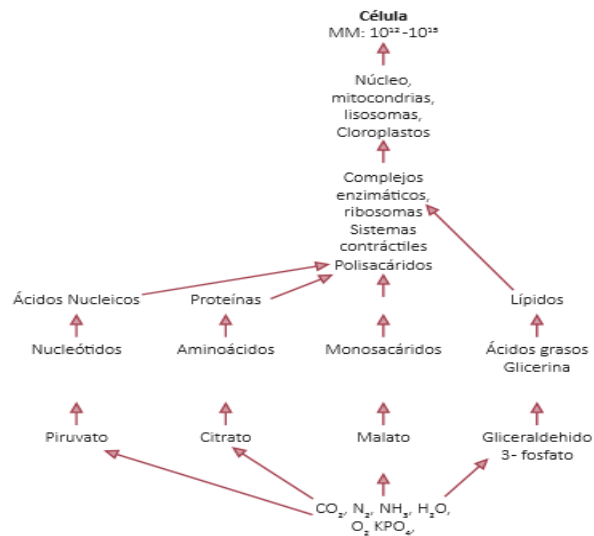 Célula
MM: 10¹²-10¹⁵
Núcleo,
mitocondrias,
lisosomas,
Cloroplastos
Complejos
enzimáticos,
ribosomas
Sistemas
contráctiles
Polisacáridos
Ácidos Nucleicos
Proteínas
Lípidos
Nucleótidos
Aminoácidos
Monosacáridos
Ácidos grasos
Glicerina
Piruvato
Citrato
Malato
Gliceraldehido
3- fosfato
CO₂, N₂, NH₃, H₂O,
O₂ KPO₄,